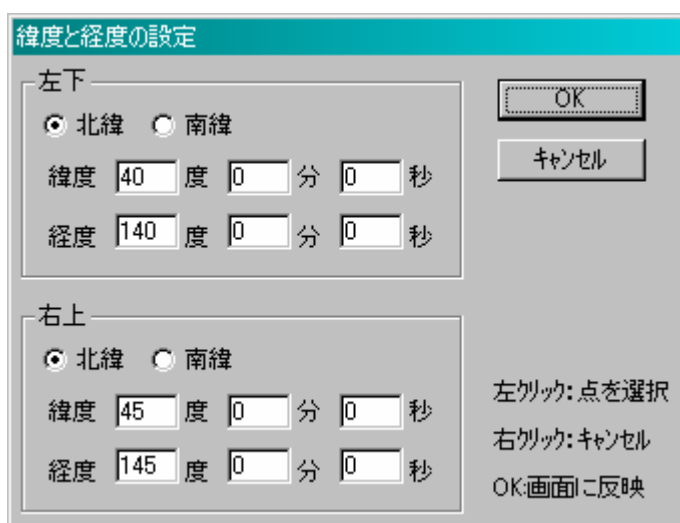 緯度と経度の設定
左下
北緯 南緯
緯度 40 度 0 分 0 秒
経度 140 度 0 分 0 秒
OK
キャンセル
右上
北緯 南緯
緯度 45 度 0 分 0 秒
経度 145 度 0 分 0 秒
左クリック:点を選択
右クリック:キャンセル
OK:画面に反映